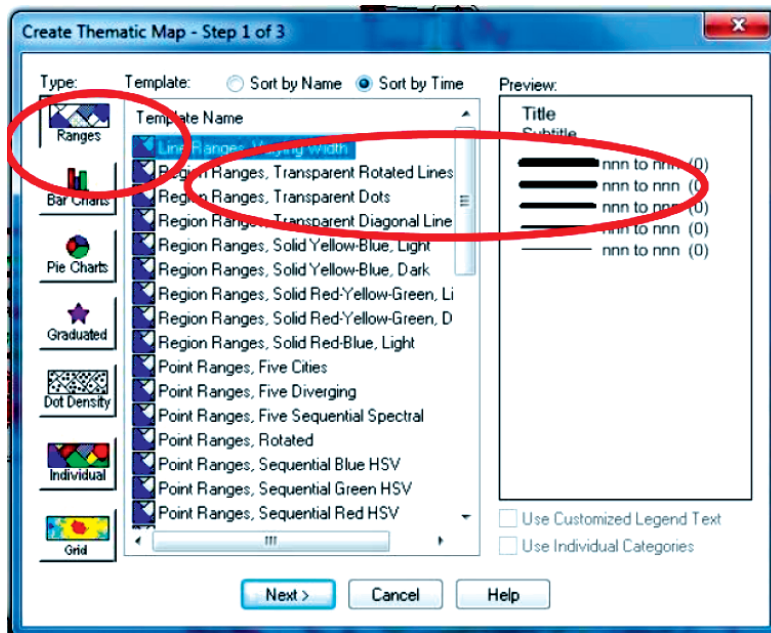 Create Thematic Map - Step 1 of 3
Type:
Template:
Sort by Name
Sort by Time
Preview:
Ranges
Bar Charts
Pie Charts
Graduated
Dot Density
Individual
Grid
Template Name
Line Ranges, Varying Width
Region Ranges, Transparent Rotated Lines
Region Ranges, Transparent Dots
Region Ranges, Transparent Diagonal Line
Region Ranges, Solid Yellow-Blue, Light
Region Ranges, Solid Yellow-Blue, Dark
Region Ranges, Solid Red-Yellow-Green, Li
Region Ranges, Solid Red-Yellow-Green, D
Region Ranges, Solid Red-Blue, Light
Point Ranges, Five Cities
Point Ranges, Five Diverging
Point Ranges, Five Sequential Spectral
Point Ranges, Rotated
Point Ranges, Sequential Blue HSV
Point Ranges, Sequential Green HSV
Point Ranges, Sequential Red HSV
Title
Subtitle
nnn to nnn (0)
nnn to nnn (0)
nnn to nnn (0)
nnn to nnn (0)
nnn to nnn (0)
Use Customized Legend Text
Use Individual Categories
Next >
Cancel
Help